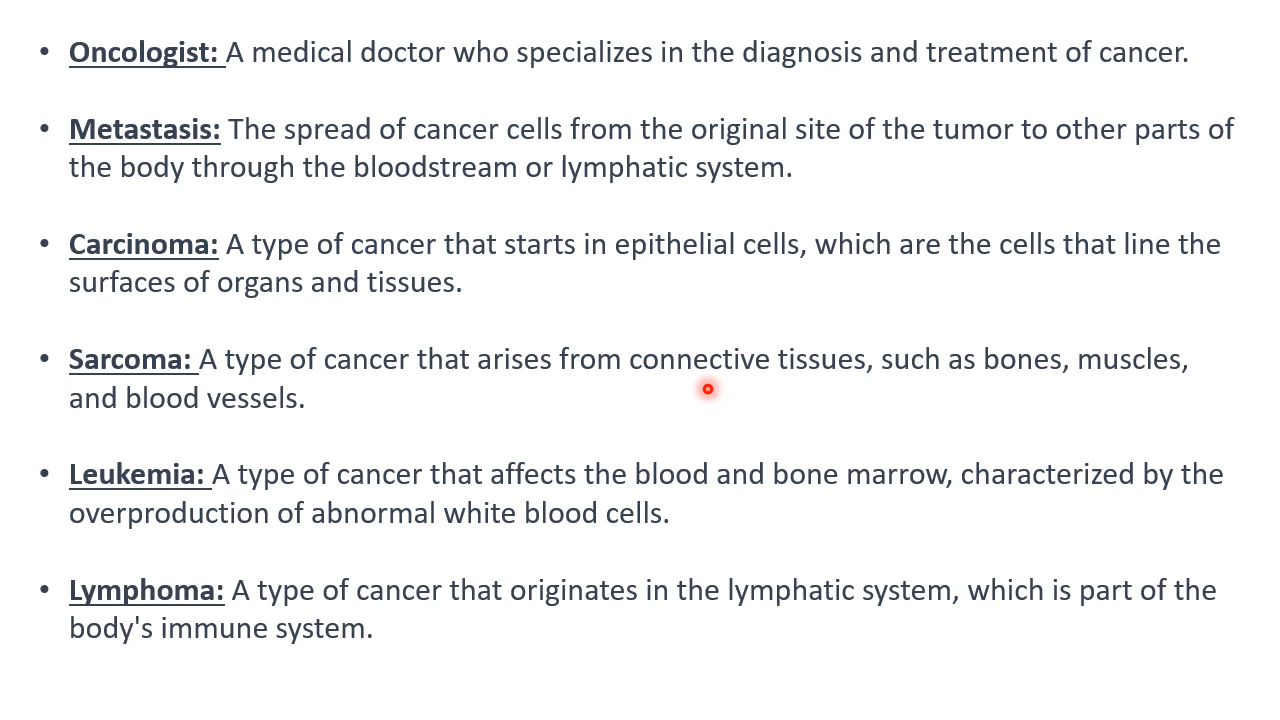 • Oncologist: A medical doctor who specializes in the diagnosis and treatment of cancer.
• Metastasis: The spread of cancer cells from the original site of the tumor to other parts of
the body through the bloodstream or lymphatic system.
• Carcinoma: A type of cancer that starts in epithelial cells, which are the cells that line the
surfaces of organs and tissues.
• Sarcoma: A type of cancer that arises from connective tissues, such as bones, muscles,
and blood vessels.
• Leukemia: A type of cancer that affects the blood and bone marrow, characterized by the
overproduction of abnormal white blood cells.
• Lymphoma: A type of cancer that originates in the lymphatic system, which is part of the
body's immune system.